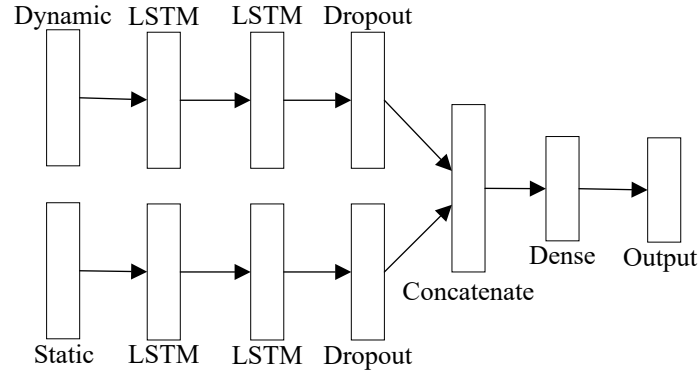 Dynamic LSTM LSTM Dropout
Dense Output
Concatenate
Static LSTM LSTM Dropout